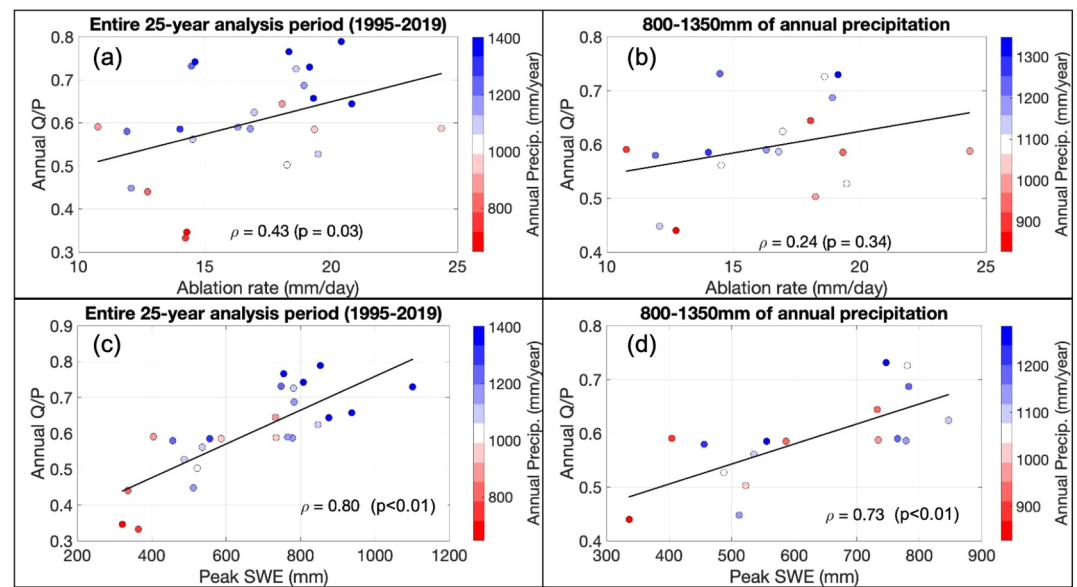 Entire 25-year analysis period (1995-2019)
(a)
0.8
0.7
0.6
0.5
0.4
0.3
Annual Q/P
10
15
20
25
Ablation rate (mm/day)
ρ = 0.43 (p = 0.03)
1400
1200
1000
800
Annual Precip. (mm/year)
800-1350mm of annual precipitation
(b)
0.8
0.7
0.6
0.5
0.4
Annual Q/P
10
15
20
25
Ablation rate (mm/day)
ρ = 0.24 (p = 0.34)
1300
1200
1100
1000
900
Annual Precip. (mm/year)
Entire 25-year analysis period (1995-2019)
(c)
0.9
0.8
0.7
0.6
0.5
0.4
0.3
Annual Q/P
200
400
600
800
1000
1200
Peak SWE (mm)
ρ = 0.80 (p<0.01)
1400
1200
1000
800
Annual Precip. (mm/year)
800-1350mm of annual precipitation
(d)
0.8
0.7
0.6
0.5
0.4
Annual Q/P
300
400
500
600
700
800
900
Peak SWE (mm)
ρ = 0.73 (p<0.01)
1200
1100
1000
900
Annual Precip. (mm/year)